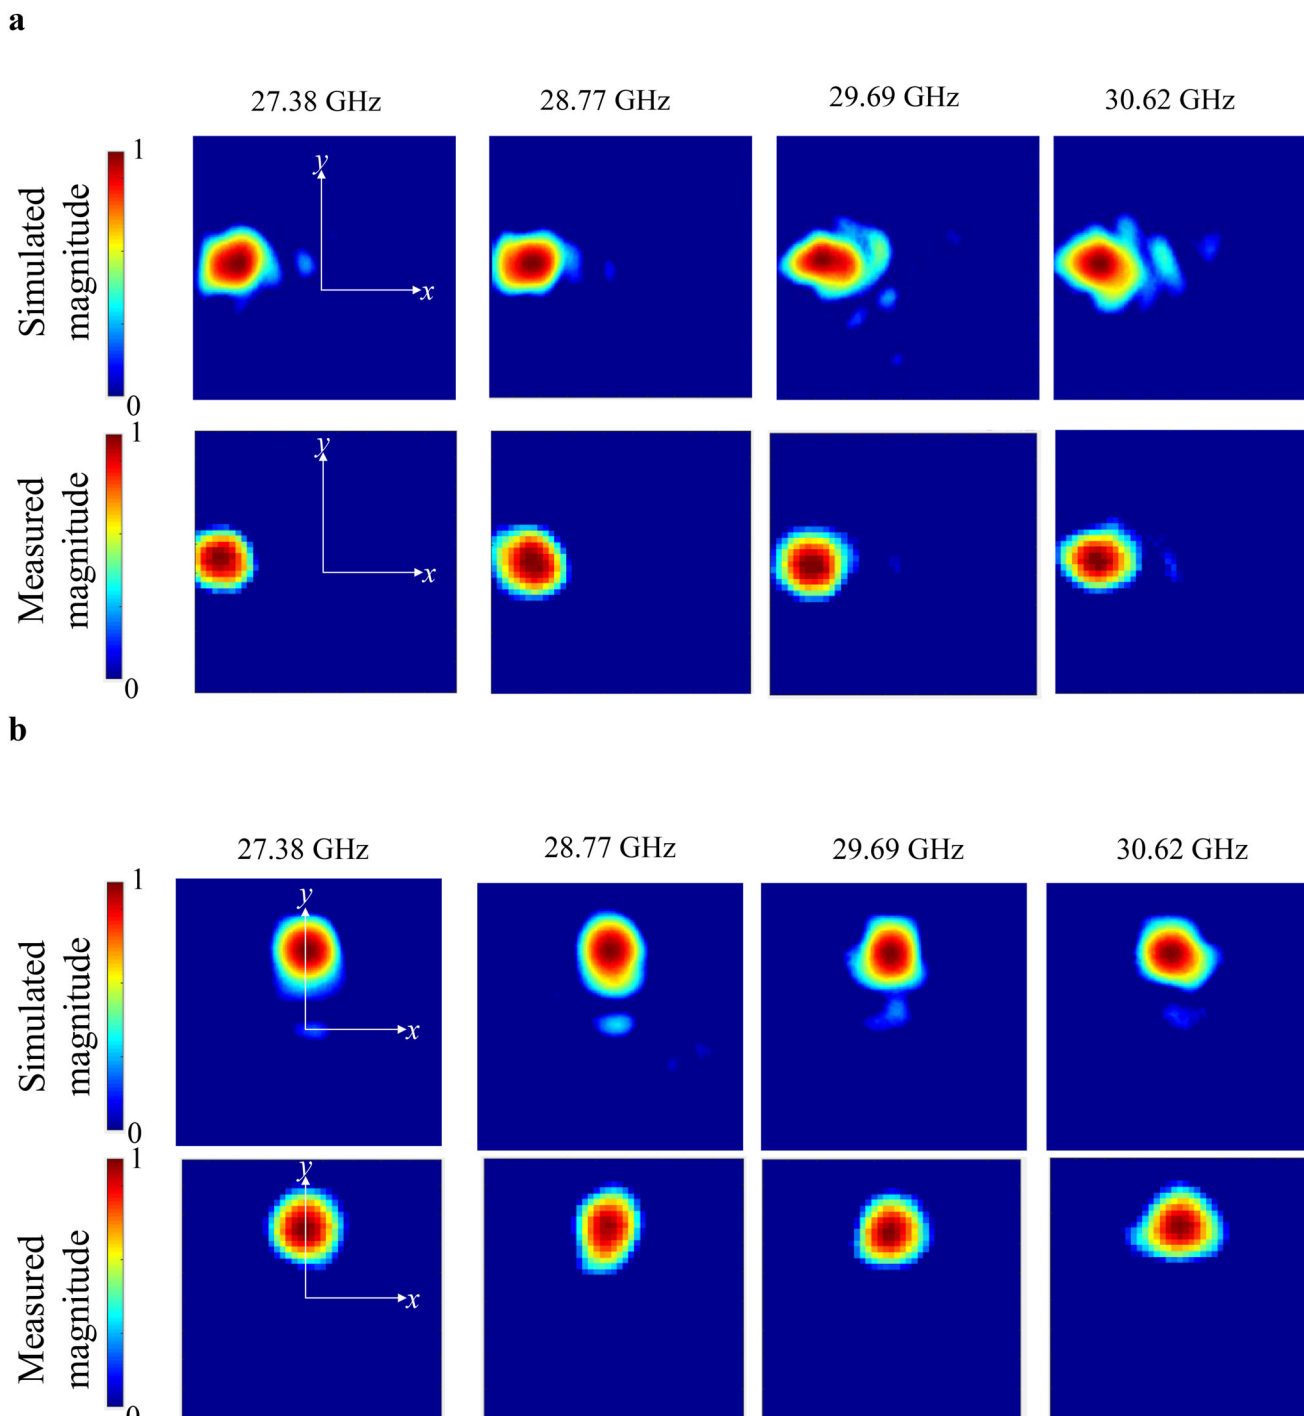 a
27.38 GHz 28.77 GHz 29.69 GHz 30.62 GHz
Simulated
magnitude
1
0
y
x
Measured
magnitude
1
0
y
x
b
27.38 GHz 28.77 GHz 29.69 GHz 30.62 GHz
Simulated
magnitude
1
0
y
x
Measured
magnitude
1
0
y
x